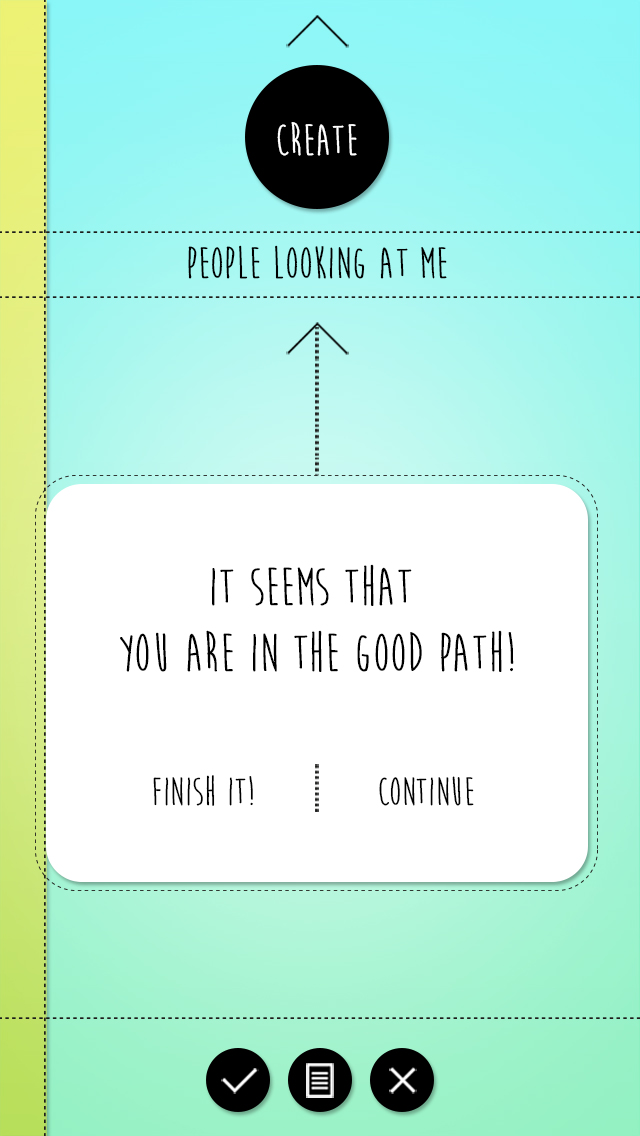 CREATE
PEOPLE LOOKING AT ME
IT SEEMS THAT
YOU ARE IN THE GOOD PATH!
FINISH IT!
CONTINUE